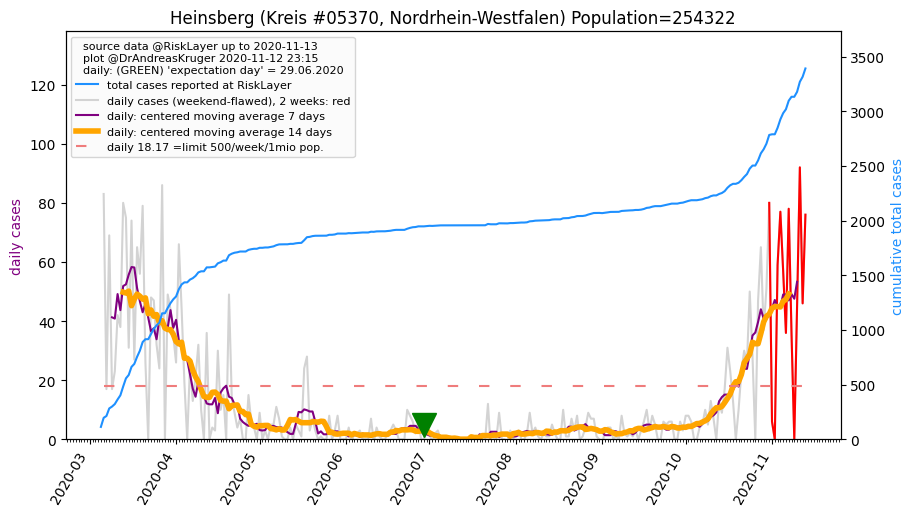 Heinsberg (Kreis #05370, Nordrhein-Westfalen) Population=254322
source data @RiskLayer up to 2020-11-13
plot @DrAndreasKruger 2020-11-12 23:15
daily: (GREEN) 'expectation day' = 29.06.2020
total cases reported at RiskLayer
daily cases (weekend-flawed), 2 weeks: red
daily: centered moving average 7 days
daily: centered moving average 14 days
daily 18.17 =limit 500/week/1mio pop.
daily cases
120
100
80
60
40
20
0
3500
3000
2500
2000
1500
1000
500
0
cumulative total cases
2020-03
2020-04
2020-05
2020-06
2020-07
2020-08
2020-09
2020-10
2020-11